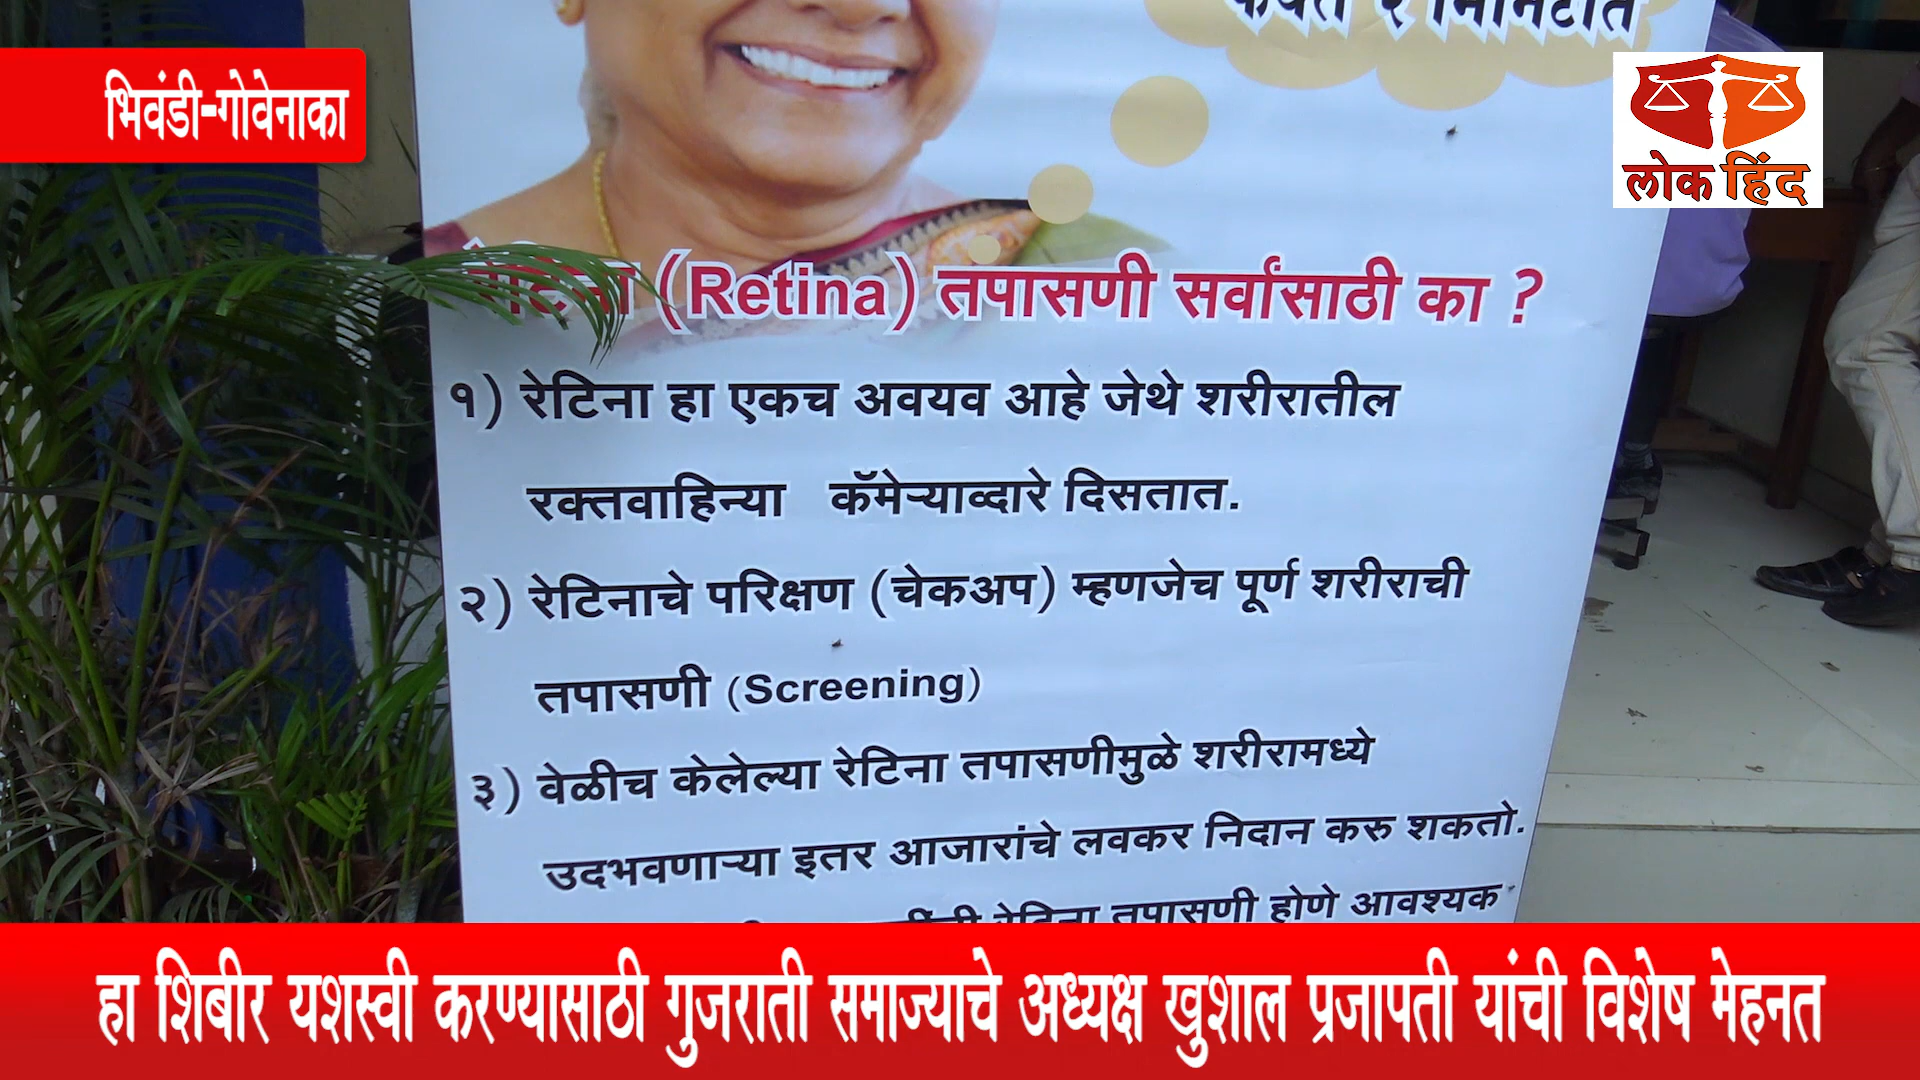 २ मिनिटात
भिवंडी-गोवेनाका
लोक हिंद
रेटिना (Retina) तपासणी सर्वांसाठी का ?
१) रेटिना हा एकच अवयव आहे जेथे शरीरातील
रक्तवाहिन्या कॅमेऱ्याव्दारे दिसतात.
२) रेटिनाचे परिक्षण (चेकअप) म्हणजेच पूर्ण शरीराची
तपासणी (Screening)
३) वेळीच केलेल्या रेटिना तपासणीमुळे शरीरामध्ये
उदभवणाऱ्या इतर आजारांचे लवकर निदान करु शकतो.
रेटिना तपासणी होणे आवश्यक
हा शिबीर यशस्वी करण्यासाठी गुजराती समाज्याचे अध्यक्ष खुशाल प्रजापती यांची विशेष मेहनत